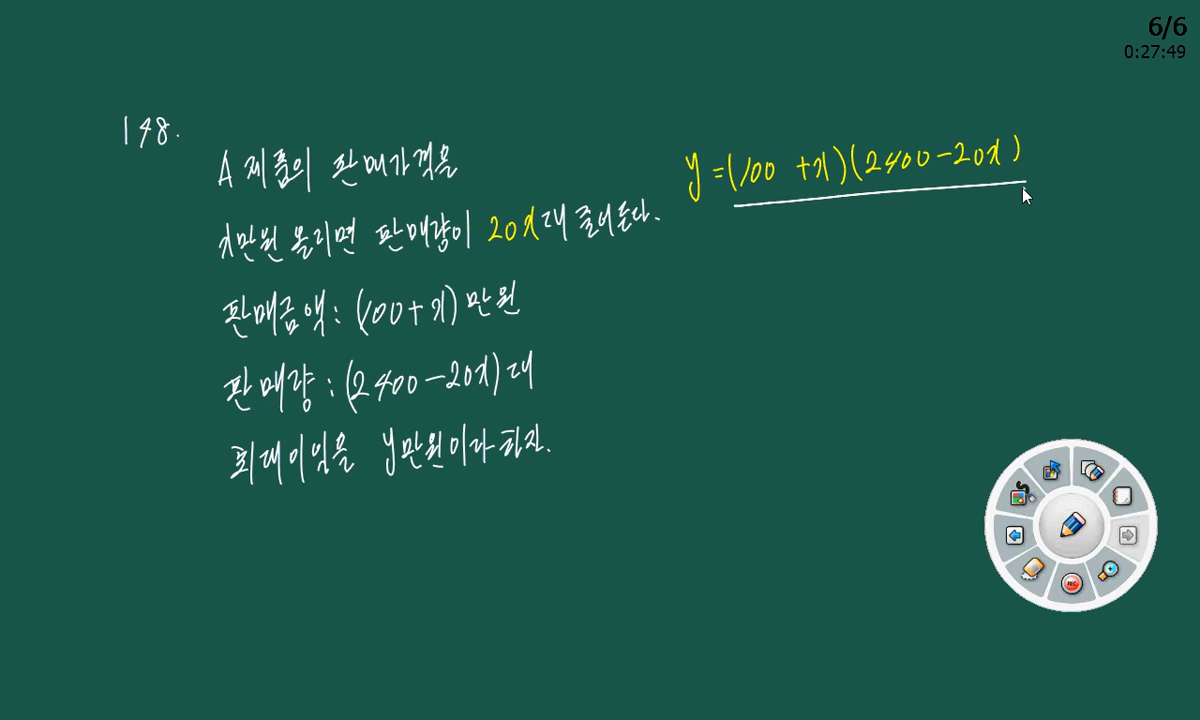 6/6
0:27:49
148.
A 제품의 판매가격을
x만원 올리면 판매량이 20x대 줄어든다.
판매금액 : (100+x)만원
판매량 : (2400-20x)대
최대이익을 y만원이라 하자.
y=(100+x)(2400-20x)
REC